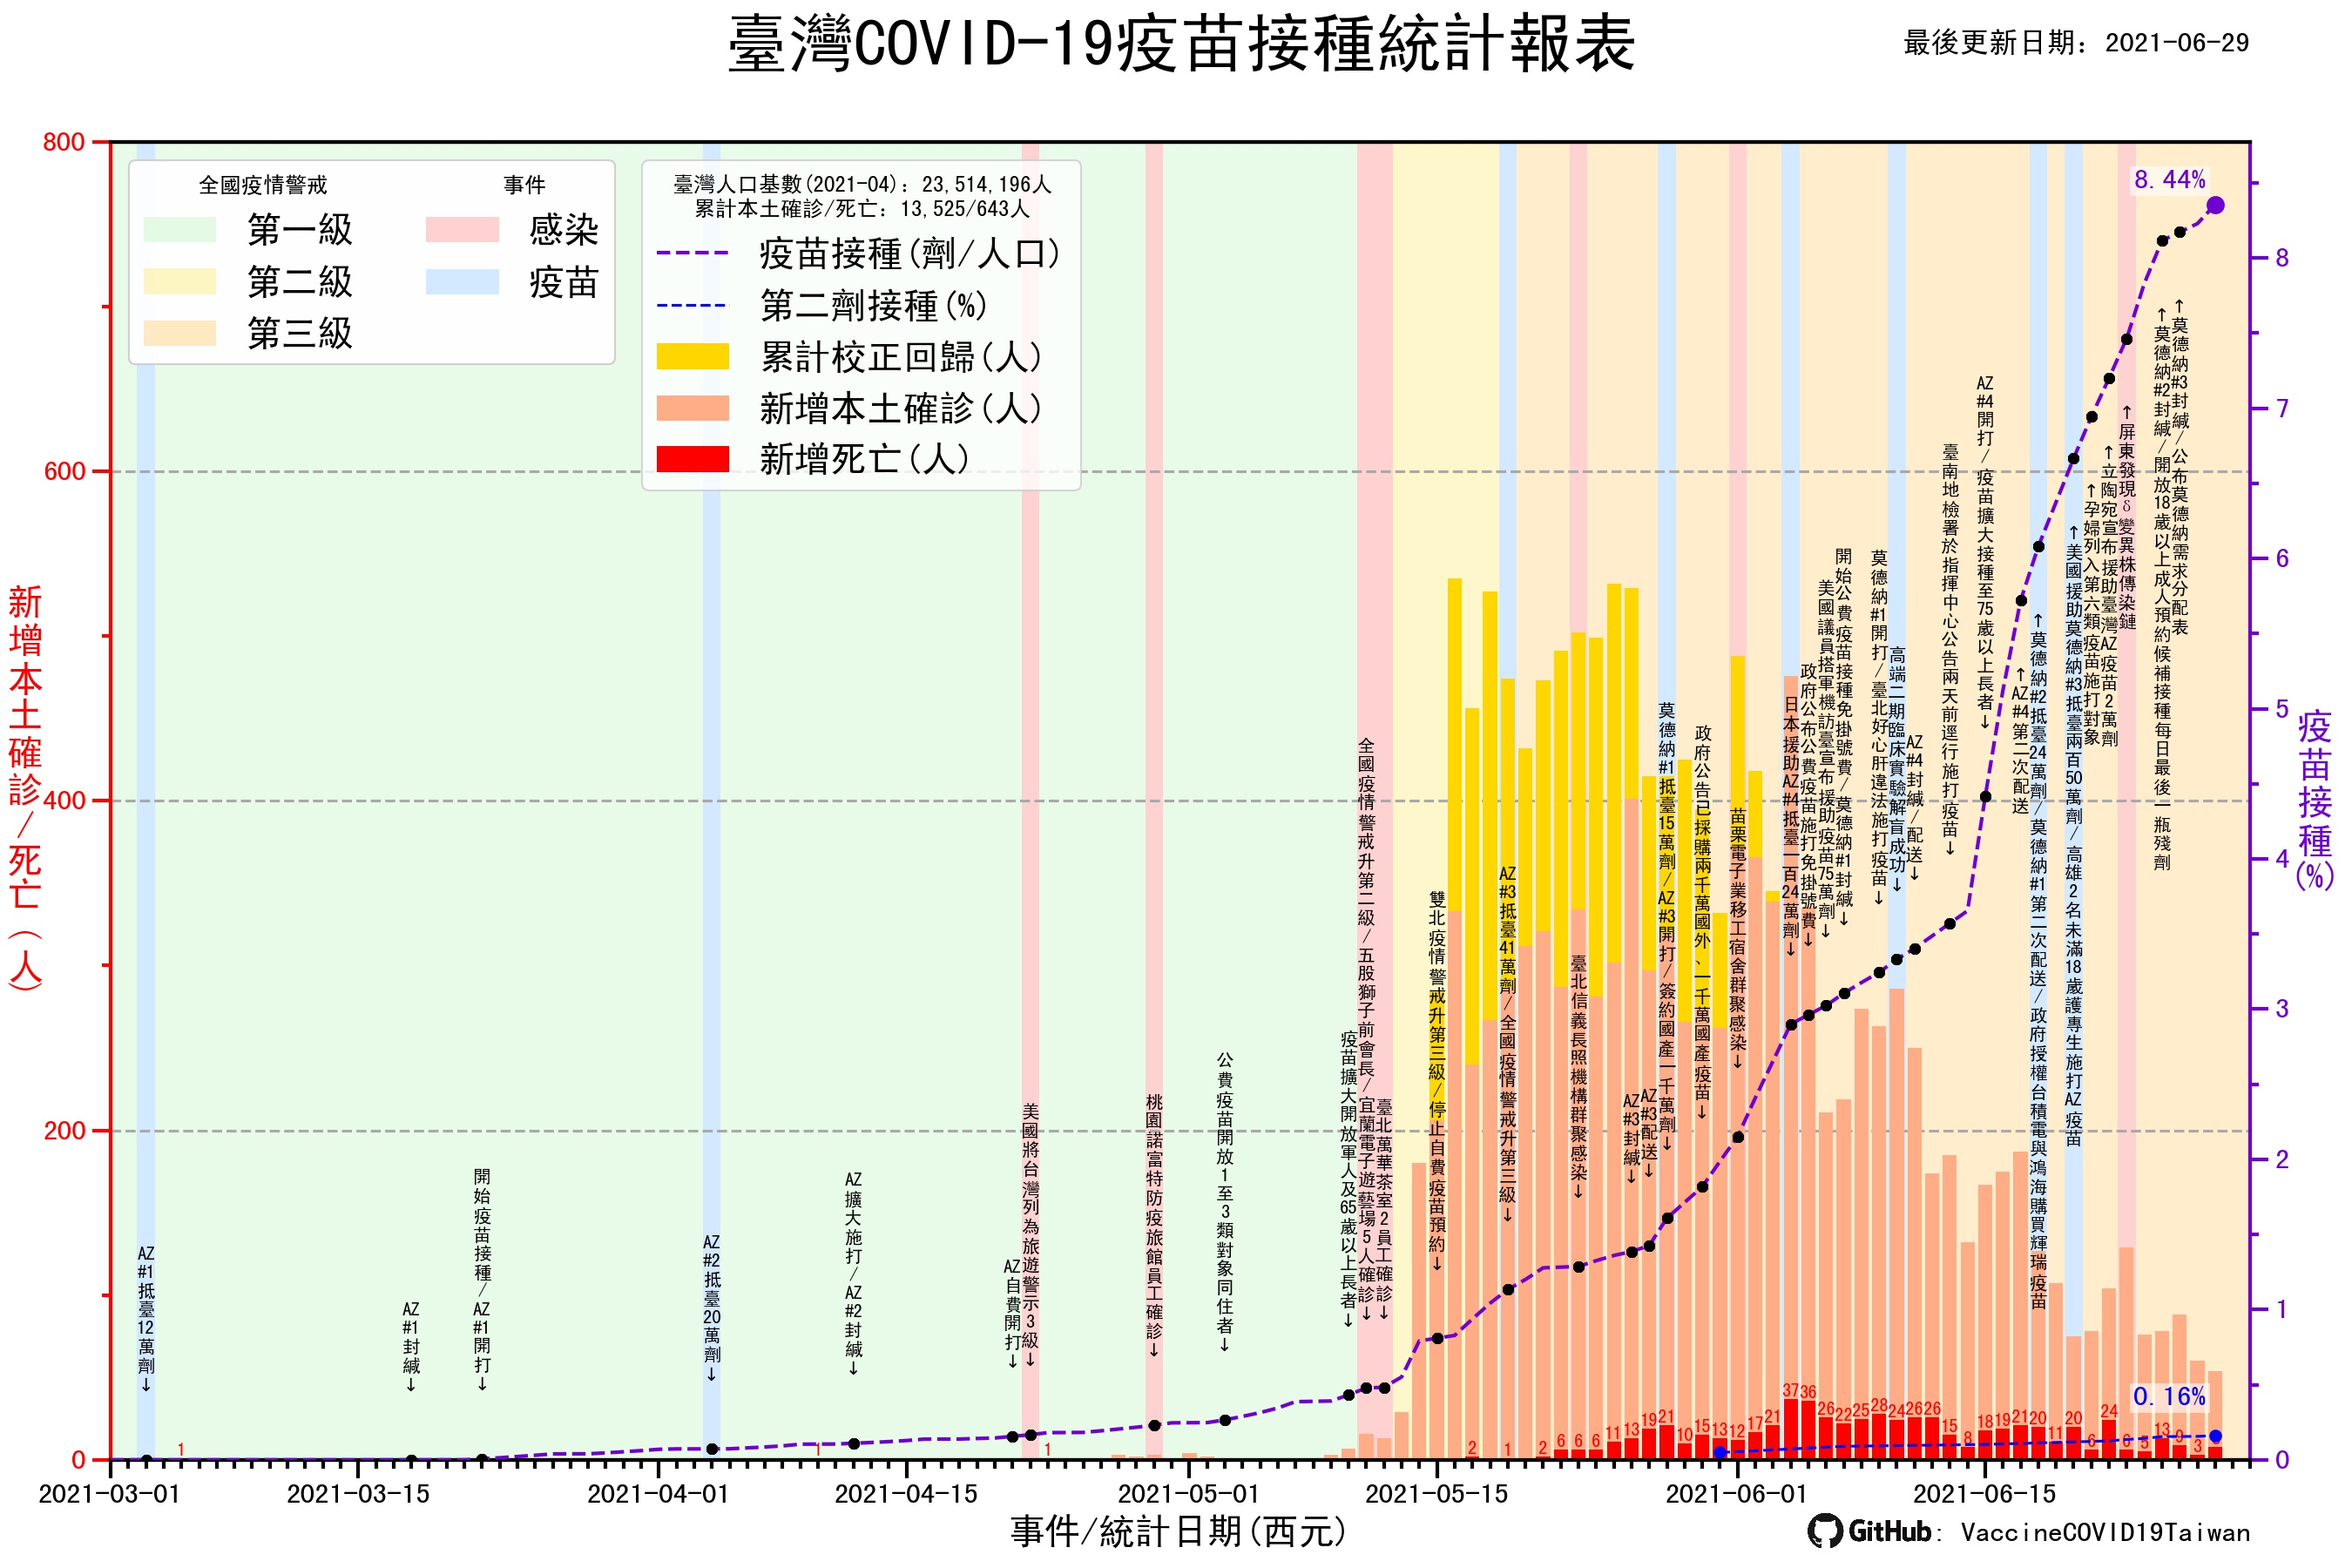 臺灣COVID-19疫苗接種統計報表
最後更新日期: 2021-06-29
全國疫情警戒
事件
第一級
感染
第二級
疫苗
第三級
臺灣人口基數(2021-04): 23,514,196人
累計本土確診/死亡: 13,525/643人
疫苗接種(劑/人口)
第二劑接種(%)
累計校正回歸(人)
新增本土確診(人)
新增死亡(人)
新增本土確診/死亡(人)
800
600
400
200
0
疫苗接種(%)
8
7
6
5
4
3
2
1
0
8.44%
0.16%
AZ#1抵臺12萬劑↓
AZ#1封緘↓
開始疫苗接種/AZ#1開打↓
AZ#2抵臺20萬劑↓
AZ擴大施打/AZ#2封緘↓
AZ自費開打↓
美國將台灣列為旅遊警示3級↓
桃園諾富特防疫旅館員工確診↓
公費疫苗開放1至3類對象同住者↓
疫苗擴大開放軍人及65歲以上長者↓
全國疫情警戒升第二級/五股獅子前會長/宜蘭電子遊藝場5人確診↓
臺北萬華茶室2員工確診↓
雙北疫情警戒升第三級/停止自費疫苗預約↓
AZ#3抵臺41萬劑/全國疫情警戒升第三級↓
臺北信義長照機構群聚感染↓
AZ#3封緘↓
AZ#3配送↓
莫德納#1抵臺15萬劑/AZ#3開打/簽約國產一千萬劑↓
政府公告已採購兩千萬國外、一千萬國產疫苗↓
苗栗電子業移工宿舍群聚感染↓
日本援助AZ#4抵臺一百24萬劑↓
政府公布公費疫苗施打免掛號費↓
美國議員搭軍機訪臺宣布援助疫苗75萬劑↓
開始公費疫苗接種免掛號費/莫德納#1封緘↓
莫德納#1開打/臺北好心肝違法施打疫苗↓
高端二期臨床實驗解盲成功↓
AZ#4封緘/配送↓
臺南地檢署於指揮中心公告兩天前逕行施打疫苗↓
AZ#4開打/疫苗擴大接種至75歲以上長者↓
↑AZ#4第二次配送
↑莫德納#2抵臺24萬劑/莫德納#1第二次配送/政府授權台積電與鴻海購買輝瑞疫苗
↑美國援助莫德納#3抵臺兩百50萬劑/高雄2名未滿18歲護專生施打AZ疫苗
↑孕婦列入第六類疫苗施打對象
↑立陶宛宣布援助臺灣AZ疫苗2萬劑
↑屏東發現δ變異株傳染鏈
↑莫德納#2封緘/開放18歲以上成人預約候補接種每日最後一瓶殘劑
↑莫德納#3封緘/公布莫德納需求分配表
1 1 1 2 1 2 6 6 6 11 13 19 21 10 15 13 12 17 21 37 36 26 22 25 28 24 26 26 15 8 18 19 21 20 11 20 6 24 6 5 13 9 3
2021-03-01
2021-03-15
2021-04-01
2021-04-15
2021-05-01
2021-05-15
2021-06-01
2021-06-15
事件/統計日期(西元)
GitHub: VaccineCOVID19Taiwan